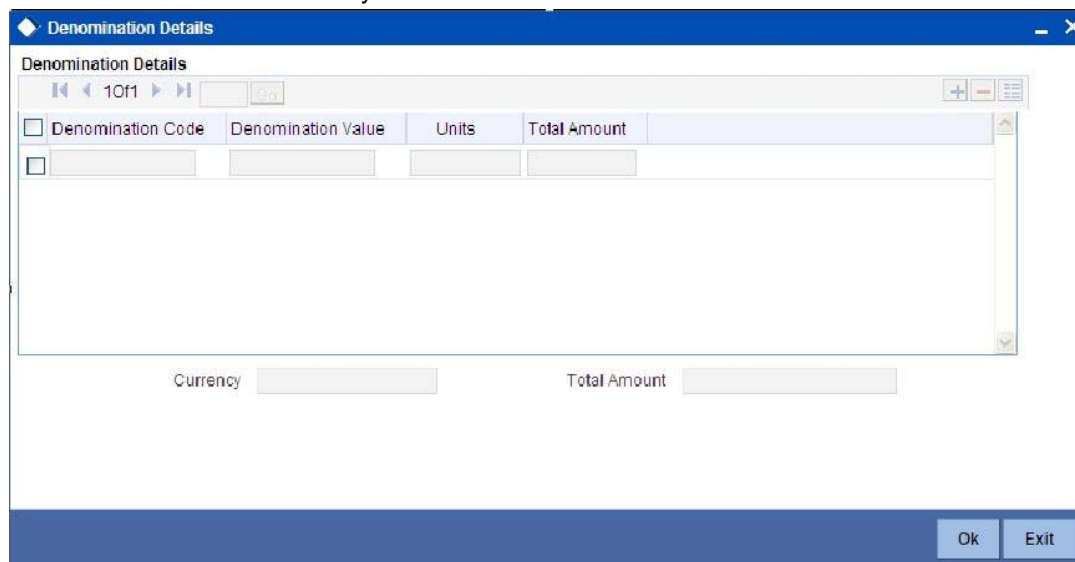 Denomination Details
Denomination Details
1Of1 Go
Denomination Code Denomination Value Units Total Amount
Currency Total Amount
Ok Exit